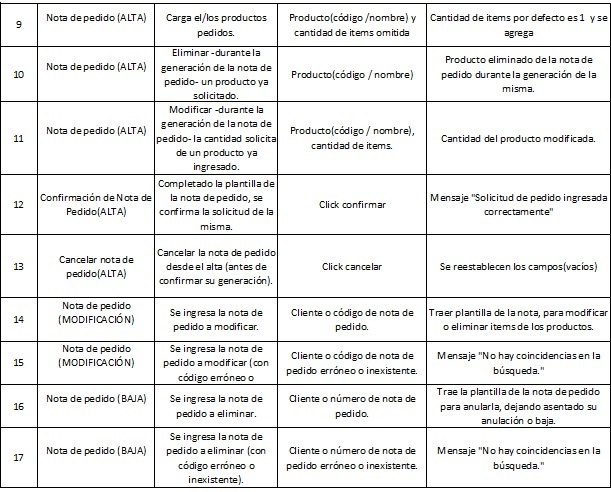 9
Nota de pedido (ALTA)
Carga el/los productos
pedidos.
Producto(código /nombre) y
cantidad de items omitida
Cantidad de items por defecto es 1 y se
agrega
10
Nota de pedido (ALTA)
Eliminar -durante la
generación de la nota de
pedido- un producto ya
solicitado.
Producto(código / nombre)
Producto eliminado de la nota de
pedido durante la generación de la
misma.
11
Nota de pedido (ALTA)
Modificar -durante la
generación de la nota de
pedido- la cantidad solicita
de un producto ya
ingresado.
Producto(código / nombre),
cantidad de items.
Cantidad del producto modificada.
12
Confirmación de Nota de
Pedido(ALTA)
Completado la plantilla de
la nota de pedido, se
confirma la solicitud de la
misma.
Click confirmar
Mensaje "Solicitud de pedido ingresada
correctamente"
13
Cancelar nota de
pedido(ALTA)
Cancelar la nota de pedido
desde el alta (antes de
confirmar su generación).
Click cancelar
Se reestablecen los campos(vacíos)
14
Nota de pedido
(MODIFICACIÓN)
Se ingresa la nota de
pedido a modificar.
Cliente o código de nota de
pedido.
Traer plantilla de la nota, para modificar
o eliminar items de los productos.
15
Nota de pedido
(MODIFICACIÓN)
Se ingresa la nota de
pedido a modificar (con
código erróneo o
Cliente o código de nota de
pedido erróneo o inexistente.
Mensaje "No hay coincidencias en la
búsqueda."
16
Nota de pedido (BAJA)
Se ingresa la nota de
pedido a eliminar.
Cliente o número de nota de
pedido.
Trae la plantilla de la nota de pedido
para anularla, dejando asentado su
anulación o baja.
17
Nota de pedido (BAJA)
Se ingresa la nota de
pedido a eliminar (con
código erróneo o
inexistente).
Cliente o número de nota de
pedido erróneo o inexistente.
Mensaje "No hay coincidencias en la
búsqueda."